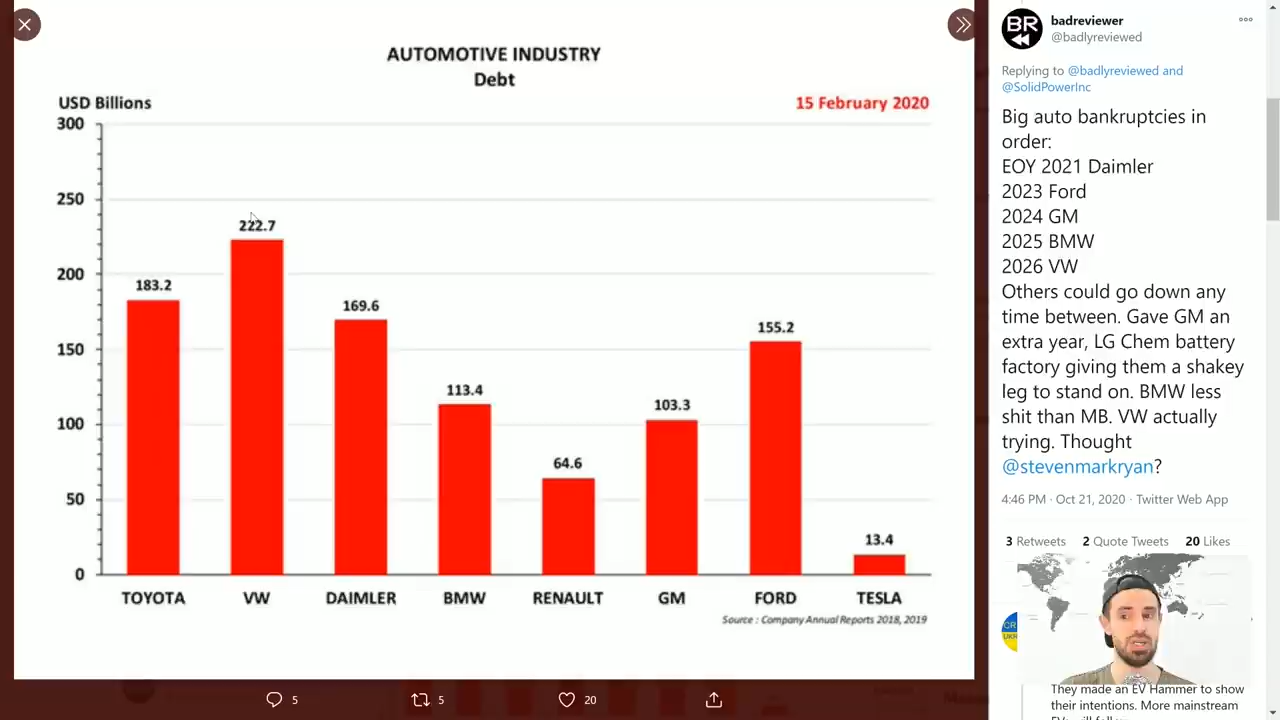 AUTOMOTIVE INDUSTRY
Debt
USD Billions
15 February 2020
300
250
200
150
100
50
0
183.2
222.7
169.6
113.4
64.6
103.3
155.2
13.4
TOYOTA
VW
DAIMLER
BMW
RENAULT
GM
FORD
TESLA
Source : Company Annual Reports 2018, 2019
5
5
20
BR
badreviewer
@badlyreviewed
Replying to @badlyreviewed and
@SolidPowerInc
Big auto bankruptcies in
order:
EOY 2021 Daimler
2023 Ford
2024 GM
2025 BMW
2026 VW
Others could go down any
time between. Gave GM an
extra year, LG Chem battery
factory giving them a shakey
leg to stand on. BMW less
shit than MB. VW actually
trying. Thought
@stevenmarkryan?
4:46 PM · Oct 21, 2020 · Twitter Web App
3 Retweets 2 Quote Tweets 20 Likes
They made an EV Hammer to show
their intentions. More mainstream